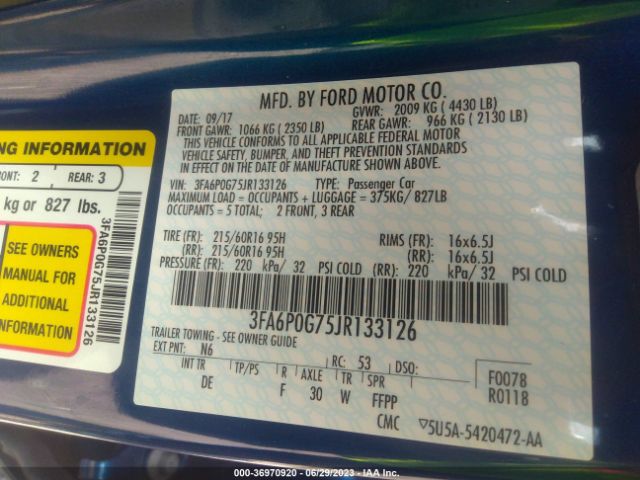 ING INFORMATION
ONT: 2 REAR: 3
kg or 827 lbs.
SEE OWNERS
MANUAL FOR
ADDITIONAL
INFORMATION
3FA6P0G75JR133126
MFD. BY FORD MOTOR CO.
DATE: 09/17 GVWR: 2009 KG ( 4430 LB)
FRONT GAWR: 1066 KG ( 2350 LB) REAR GAWR: 966 KG ( 2130 LB)
THIS VEHICLE CONFORMS TO ALL APPLICABLE FEDERAL MOTOR
VEHICLE SAFETY, BUMPER, AND THEFT PREVENTION STANDARDS
IN EFFECT ON THE DATE OF MANUFACTURE SHOWN ABOVE.
VIN: 3FA6P0G75JR133126 TYPE: Passenger Car
MAXIMUM LOAD = OCCUPANTS + LUGGAGE = 375KG/ 827LB
OCCUPANTS = 5 TOTAL; 2 FRONT, 3 REAR
TIRE (FR): 215/60R16 95H RIMS (FR): 16x6.5J
(RR): 215/60R16 95H (RR): 16x6.5J
PRESSURE (FR): 220 kPa/ 32 PSI COLD (RR): 220 kPa/ 32 PSI COLD
3FA6P0G75JR133126
TRAILER TOWING - SEE OWNER GUIDE
EXT PNT: N6 RC: 53 DSO:
INT TR TP/PS R AXLE TR SPR
DE F 30 W FFPP
F0078
R0118
CMC ▽5U5A-5420472-AA
000-36970920 - 06/29/2023 - IAA Inc.